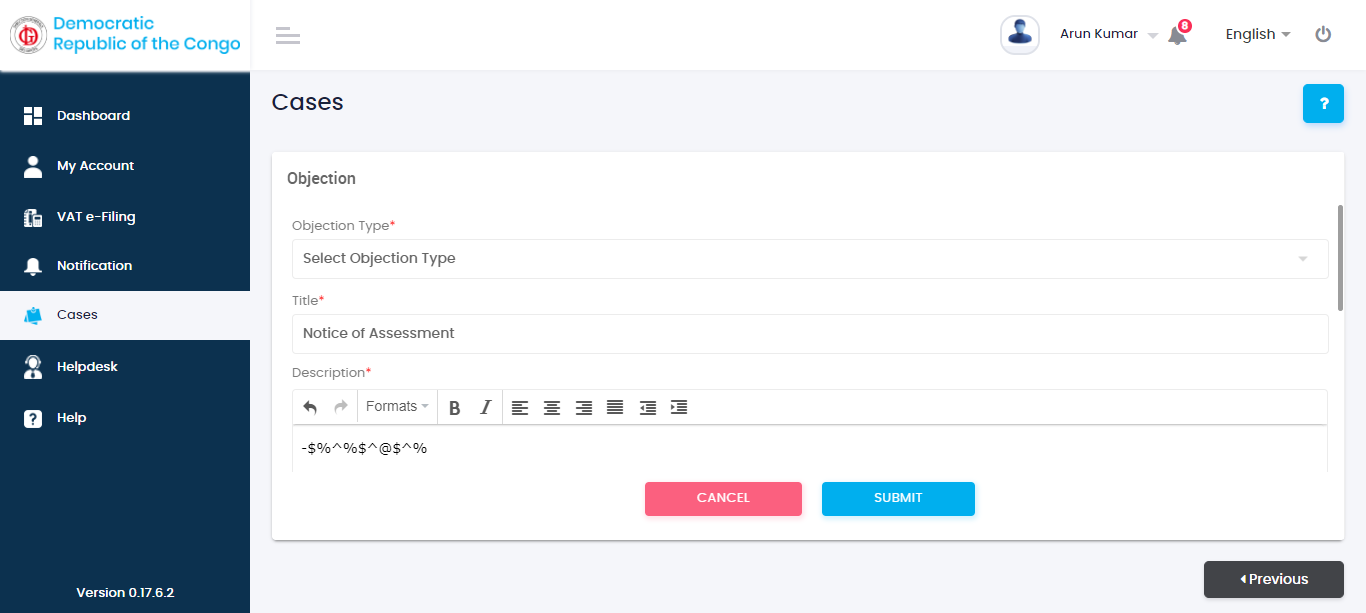 Democratic
Republic of the Congo
Arun Kumar
8
English
Dashboard
My Account
VAT e-Filing
Notification
Cases
Helpdesk
Help
Version 0.17.6.2
Cases
?
Objection
Objection Type*
Select Objection Type
Title*
Notice of Assessment
Description*
Formats
B I
-$%^%$^@$^%
CANCEL
SUBMIT
Previous